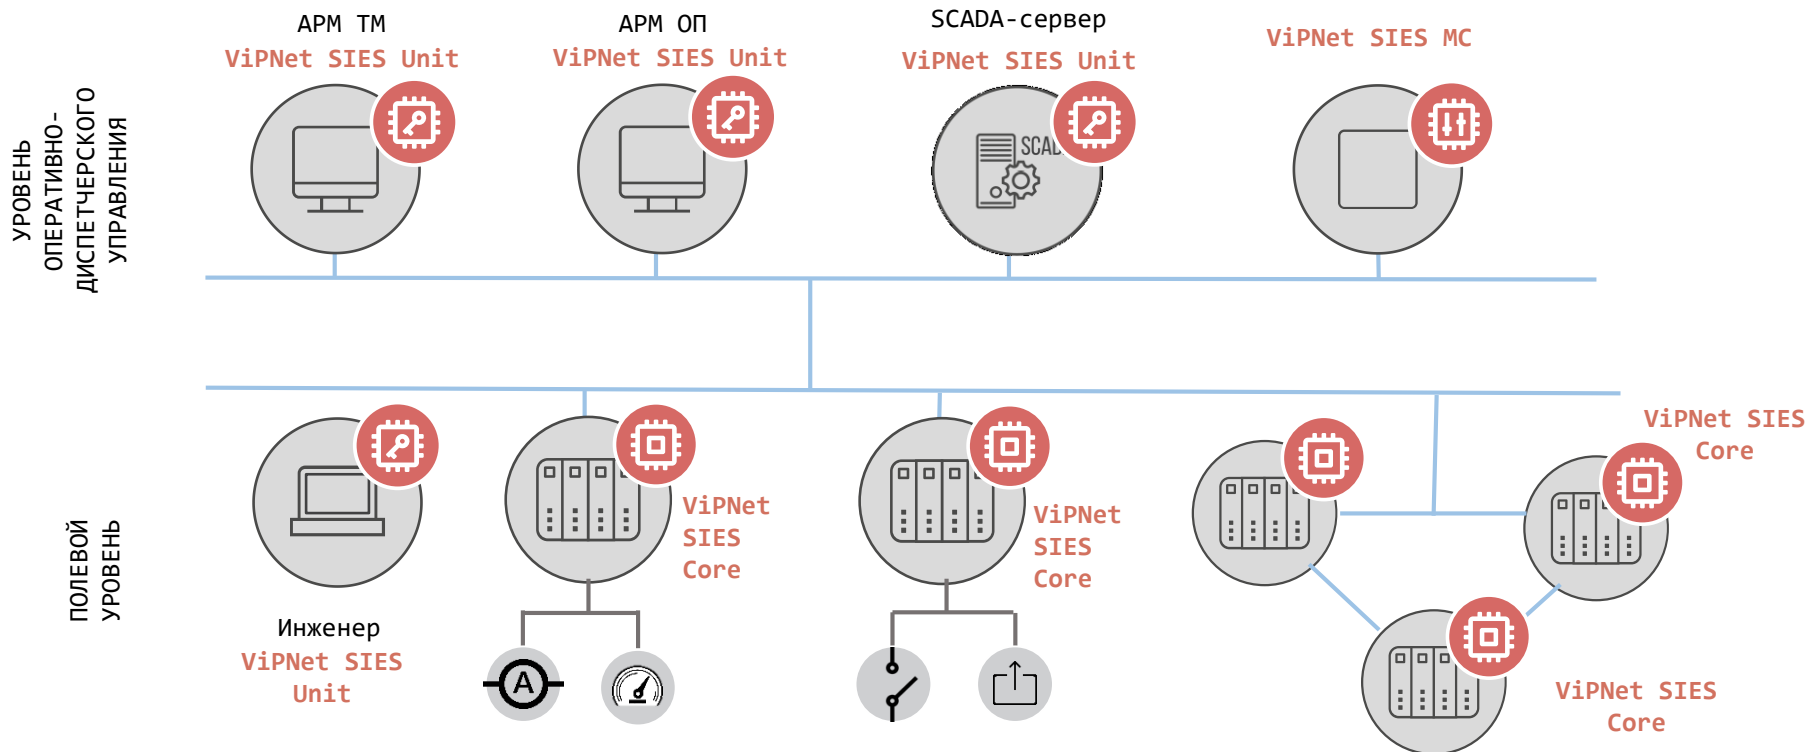 УРОВЕНЬ
ОПЕРАТИВНО-
ДИСПЕТЧЕРСКОГО
УПРАВЛЕНИЯ
АРМ ТМ
ViPNet SIES Unit
АРМ ОП
ViPNet SIES Unit
SCADA-сервер
ViPNet SIES Unit
SCAD
ViPNet SIES MC
ПОЛЕВОЙ
УРОВЕНЬ
Инженер
ViPNet SIES
Unit
ViPNet
SIES
Core
A
ViPNet
SIES
Core
ViPNet SIES
Core
ViPNet SIES
Core